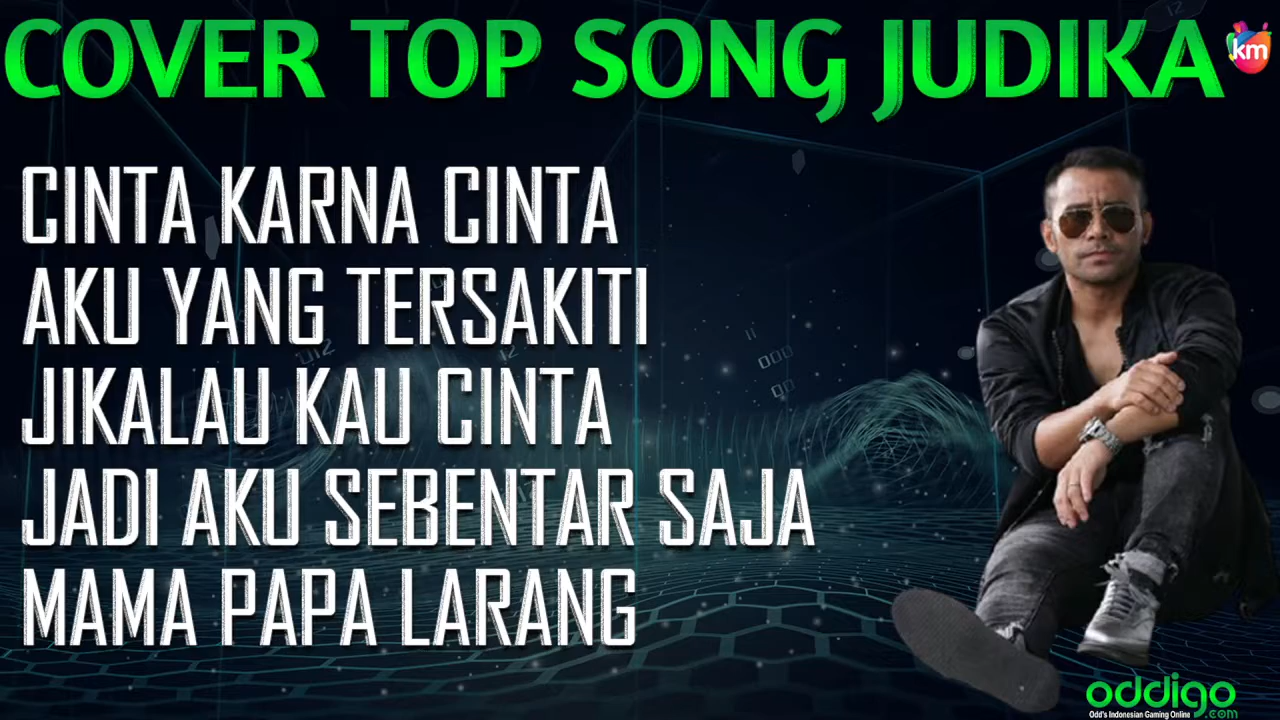 COVER TOP SONG JUDIKA
km
CINTA KARNA CINTA
AKU YANG TERSAKITI
JIKALAU KAU CINTA
JADI AKU SEBENTAR SAJA
MAMA PAPA LARANG
oddigo
Odd's Indonesian Gaming Online .com